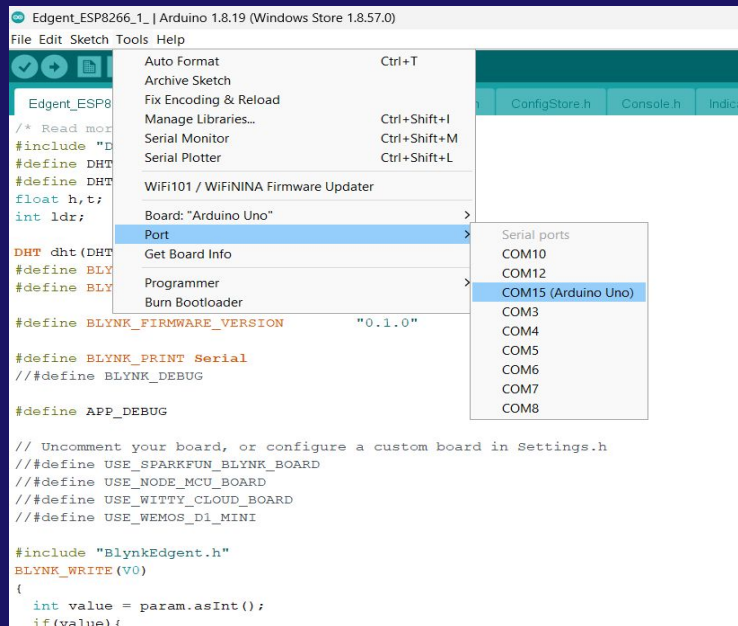 Edgent_ESP8266_1_ | Arduino 1.8.19 (Windows Store 1.8.57.0)
File Edit Sketch Tools Help
Auto Format Ctrl+T
Archive Sketch
Fix Encoding & Reload
Manage Libraries... Ctrl+Shift+I
Serial Monitor Ctrl+Shift+M
Serial Plotter Ctrl+Shift+L
WiFi101 / WiFiNINA Firmware Updater
Board: "Arduino Uno"
Port
Get Board Info
Programmer
Burn Bootloader
Serial ports
COM10
COM12
COM15 (Arduino Uno)
COM3
COM4
COM5
COM6
COM7
COM8
Edgent_ESP8 ConfigStore.h Console.h Indic
/* Read mor
#include "D
#define DHT
#define DHT
float h,t;
int ldr;
DHT dht(DHT
#define BLY
#define BLY
#define BLYNK_FIRMWARE_VERSION "0.1.0"
#define BLYNK_PRINT Serial
//#define BLYNK_DEBUG
#define APP_DEBUG
// Uncomment your board, or configure a custom board in Settings.h
//#define USE_SPARKFUN_BLYNK_BOARD
//#define USE_NODE_MCU_BOARD
//#define USE_WITTY_CLOUD_BOARD
//#define USE_WEMOS_D1_MINI
#include "BlynkEdgent.h"
BLYNK_WRITE(V0)
{
int value = param.asInt();
if(value){